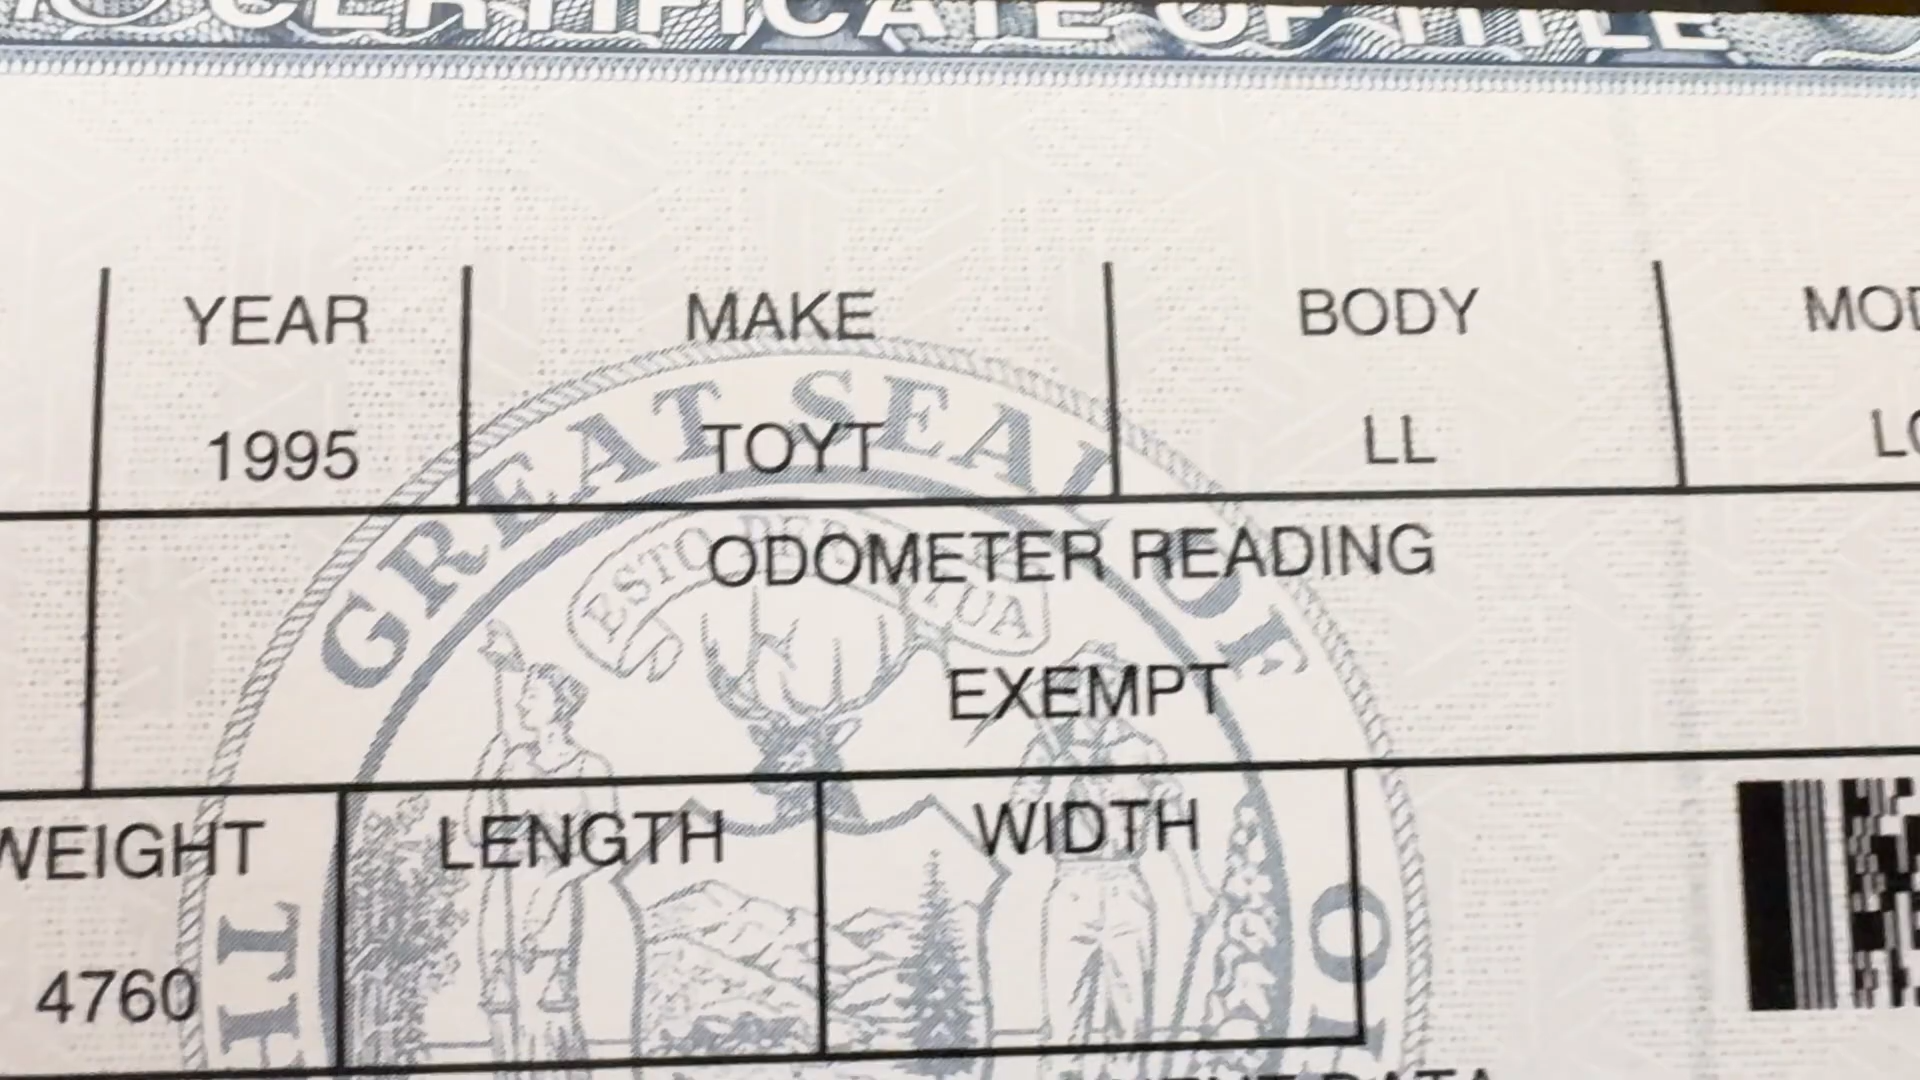 CERTIFICATE OF TITLE
YEAR MAKE BODY
1995 TOYT LL
GREAT SEAL OF
ESTO
ODOMETER READING
EXEMPT
WEIGHT LENGTH WIDTH
4760